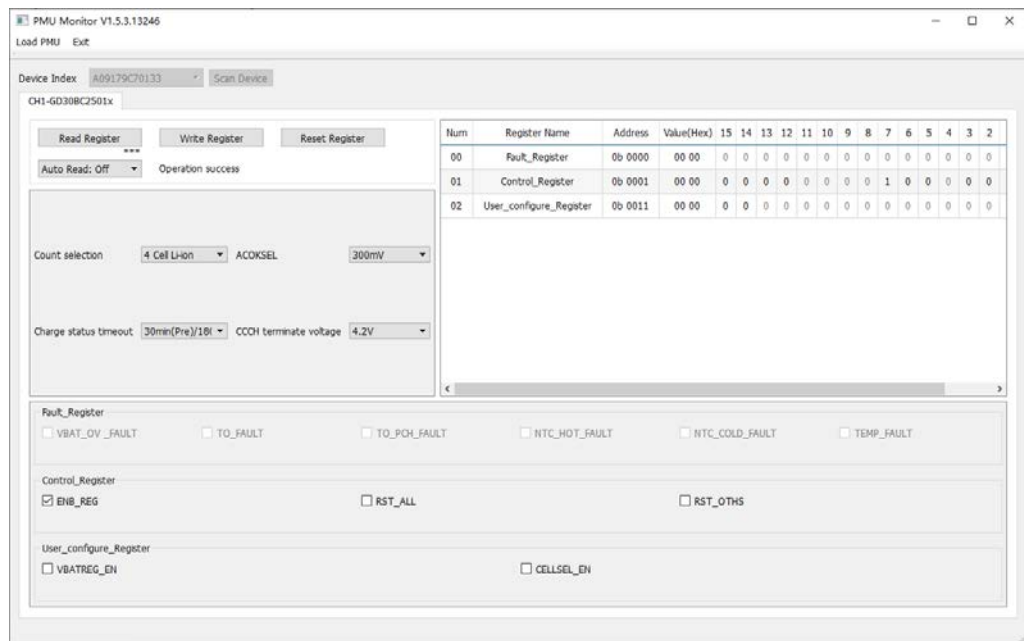 PMU Monitor V1.5.3.13246
Load PMU Exit
Device Index A09179C70133 Scan Device
CH1-GD30BC2501x
Read Register Write Register Reset Register
Auto Read: Off Operation success
Count selection 4 Cell Li-ion ACOKSEL 300mV
Charge status timeout 30min(Pre)/18( CCCH terminate voltage 4.2V
Num Register Name Address Value(Hex) 15 14 13 12 11 10 9 8 7 6 5 4 3 2
00 Fault_Register 0b 0000 00 00 0 0 0 0 0 0 0 0 0 0 0 0 0 0
01 Control_Register 0b 0001 00 00 0 0 0 0 0 0 0 0 1 0 0 0 0 0
02 User_configure_Register 0b 0011 00 00 0 0 0 0 0 0 0 0 0 0 0 0 0 0
Fault_Register
VBAT_OV _FAULT TO_FAULT TO_PCH_FAULT NTC_HOT_FAULT NTC_COLD_FAULT TEMP_FAULT
Control_Register
ENB_REG RST_ALL RST_OTHS
User_configure_Register
VBATREG_EN CELLSEL_EN